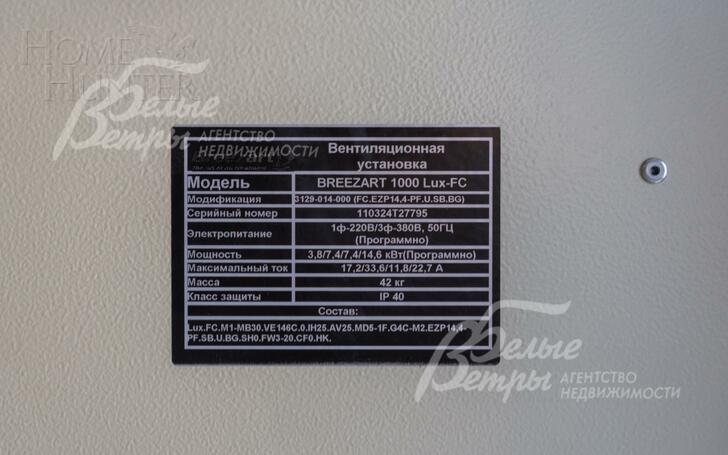 HOME HUNTER
Белые Ветры
АГЕНТСТВО
НЕДВИЖИМОСТИ
Вентиляционная
установка
Модель BREEZART 1000 Lux-FC
Модификация 3129-014-000 (FC.EZP14,4-PF.U.SB.BG)
Серийный номер 110324T27795
Электропитание 1ф-220В/3ф-380В, 50ГЦ
(Программно)
Мощность 3,8/7,4/7,4/14,6 кВт(Программно)
Максимальный ток 17,2/33,6/11,8/22,7 А
Масса 42 кг
Класс защиты IP 40
Состав:
Lux.FC.M1-MB30.VE146C.0.IH25.AV25.MD5-1F.G4C-M2.EZP14,4-
PF.SB.U.BG.SH0.FW3-20.CF0.HK.
Белые
Ветры
АГЕНТСТВО
НЕДВИЖИМОСТИ